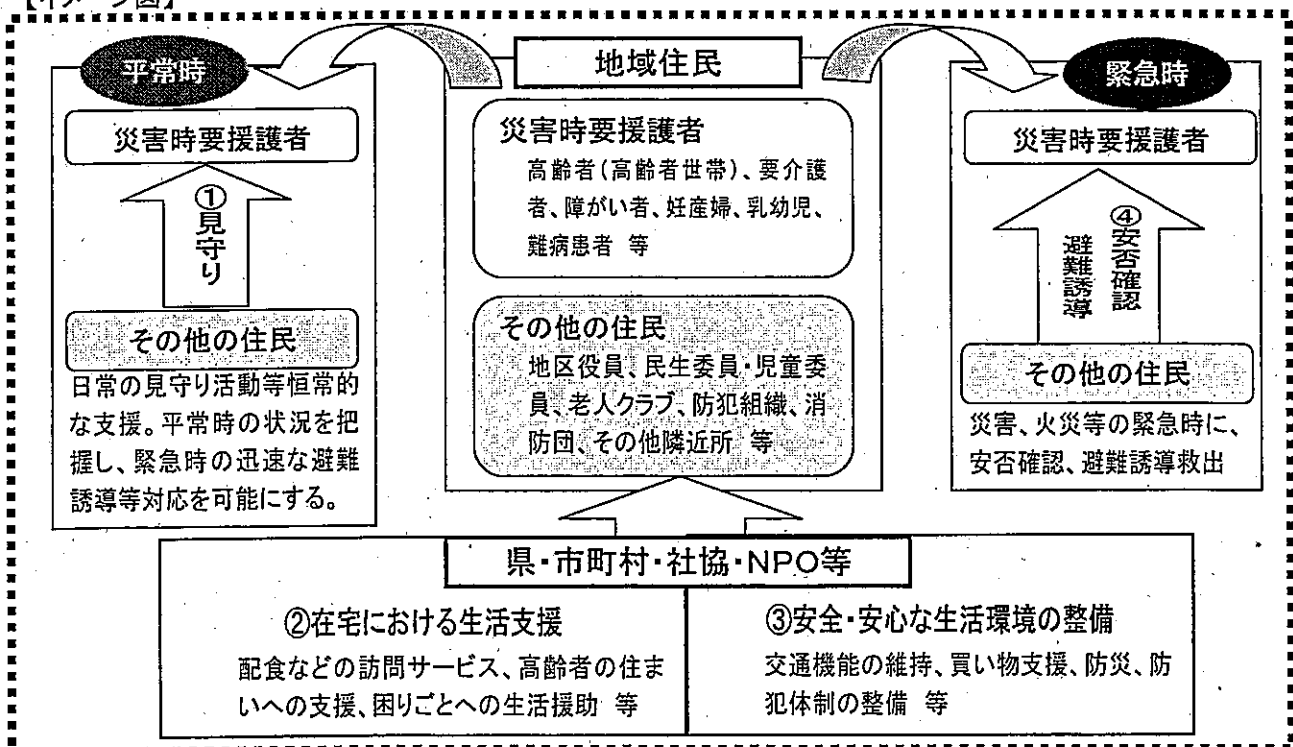 【イメージ図】
平常時
災害時要援護者
①見守り
その他の住民
日常の見守り活動等恒常的
な支援。平常時の状況を把
握し、緊急時の迅速な避難
誘導等対応を可能にする。
地域住民
災害時要援護者
高齢者(高齢者世帯)、要介護
者、障がい者、妊産婦、乳幼児、
難病患者 等
その他の住民
地区役員、民生委員・児童委
員、老人クラブ、防犯組織、消
防団、その他隣近所 等
緊急時
災害時要援護者
④安否確認
避難誘導
その他の住民
災害、火災等の緊急時に、
安否確認、避難誘導救出
県・市町村・社協・NPO等
②在宅における生活支援
配食などの訪問サービス、高齢者の住ま
いへの支援、困りごとへの生活援助 等
③安全・安心な生活環境の整備
交通機能の維持、買い物支援、防災、防
犯体制の整備 等